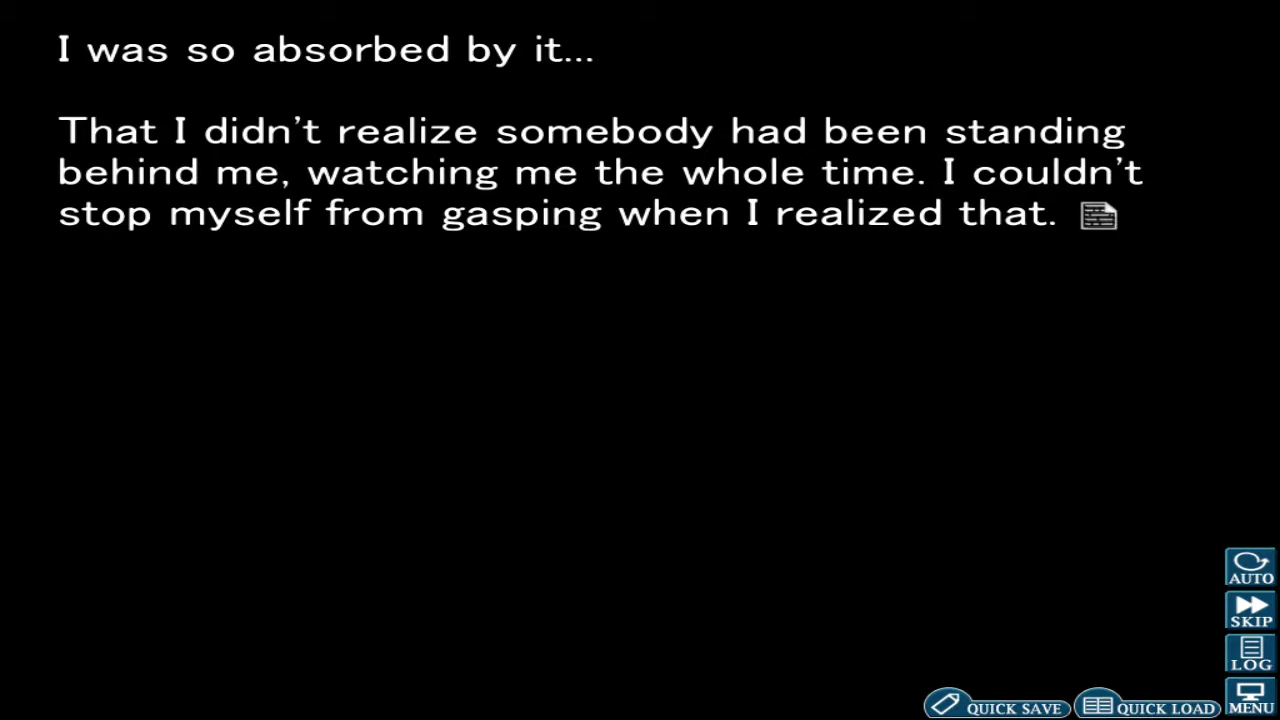 I was so absorbed by it...
That I didn't realize somebody had been standing
behind me, watching me the whole time. I couldn't
stop myself from gasping when I realized that.
AUTO
SKIP
LOG
QUICK SAVE
QUICK LOAD
MENU